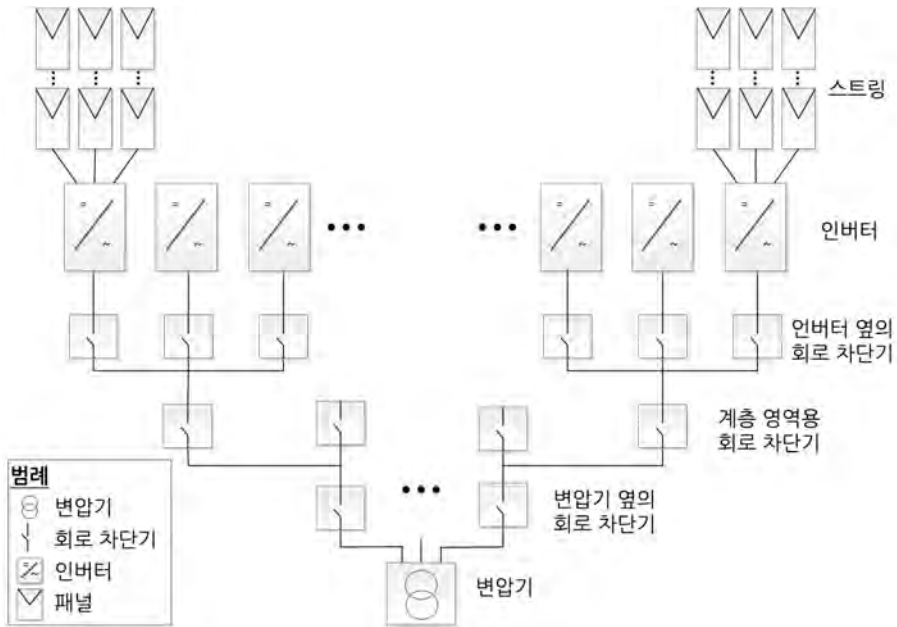 스트링
인버터
인버터 옆의
회로 차단기
계층 영역용
회로 차단기
변압기 옆의
회로 차단기
변압기
범례
변압기
회로 차단기
인버터
패널